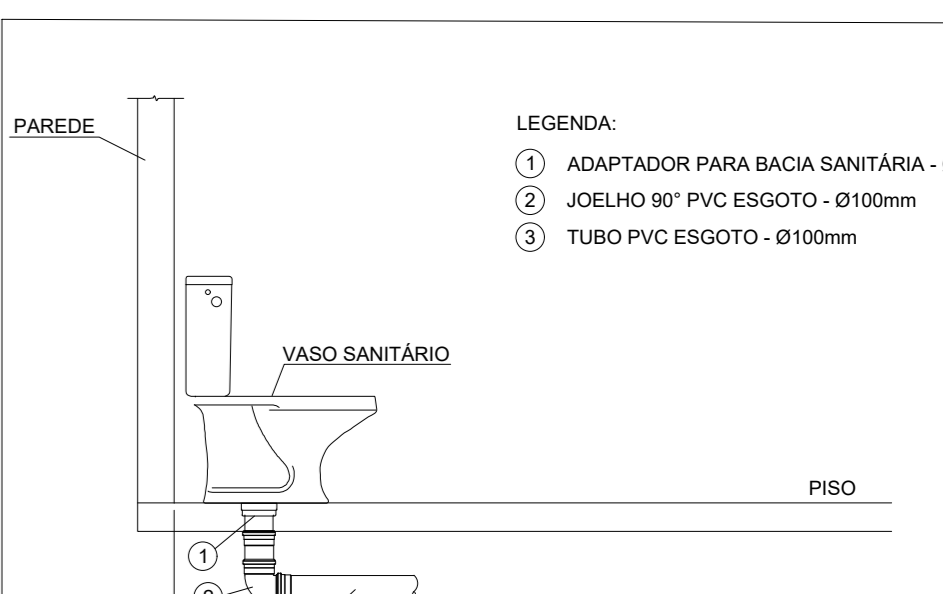 PAREDE
LEGENDA:
1 ADAPTADOR PARA BACIA SANITÁRIA -
2 JOELHO 90° PVC ESGOTO - Ø100mm
3 TUBO PVC ESGOTO - Ø100mm
VASO SANITÁRIO
PISO
1